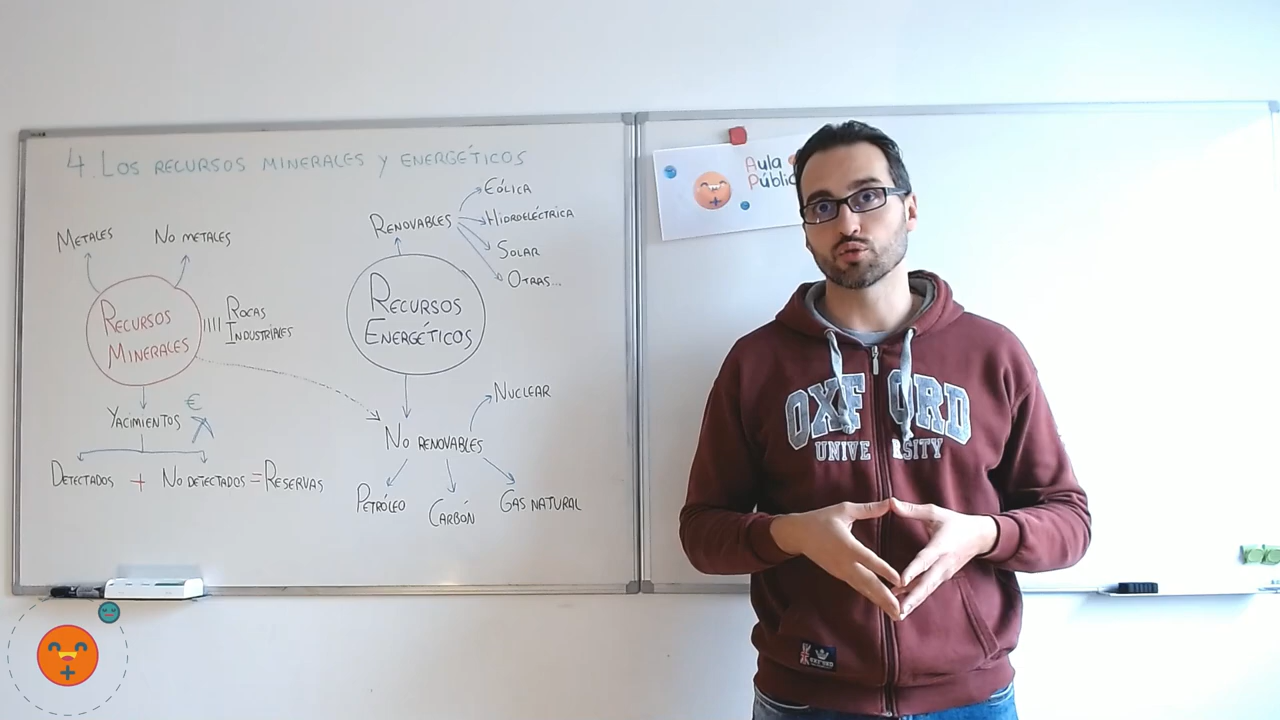 4. Los recursos minerales y energéticos
Metales
No metales
Recursos
Minerales
Rocas
Industriales
Yacimientos
€
Detectados + No detectados = Reservas
Renovables
Eólica
Hidroeléctrica
Solar
Otras...
Recursos
Energéticos
No renovables
Nuclear
Petróleo
Carbón
Gas natural
Aula
Públic
OXFORD
UNIVERSITY
OXFORD